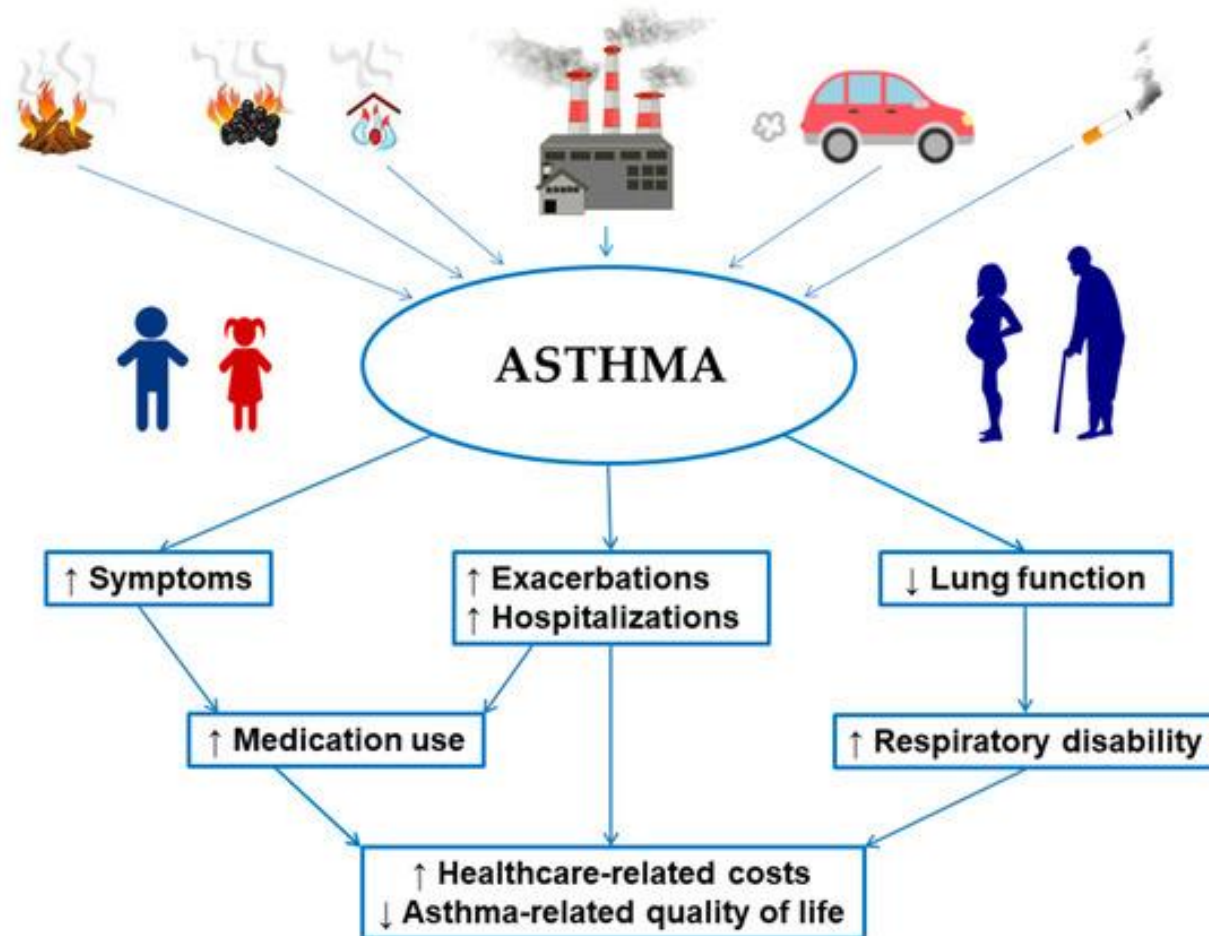 ASTHMA
↑ Symptoms
↑ Exacerbations
↑ Hospitalizations
↓ Lung function
↑ Medication use
↑ Respiratory disability
↑ Healthcare-related costs
↓ Asthma-related quality of life